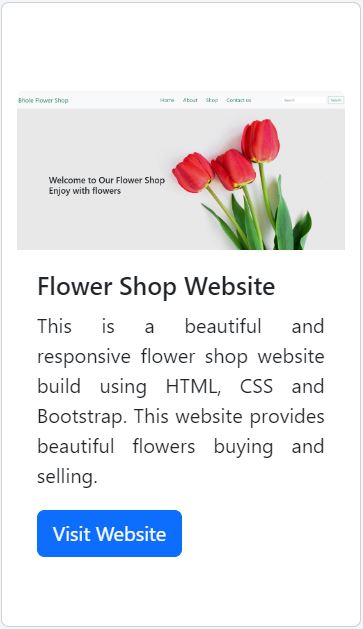 Bhole Flower Shop
Home About Shop Contact us Search Search
Welcome to Our Flower Shop
Enjoy with flowers
Flower Shop Website
This is a beautiful and
responsive flower shop website
build using HTML, CSS and
Bootstrap. This website provides
beautiful flowers buying and
selling.
Visit Website